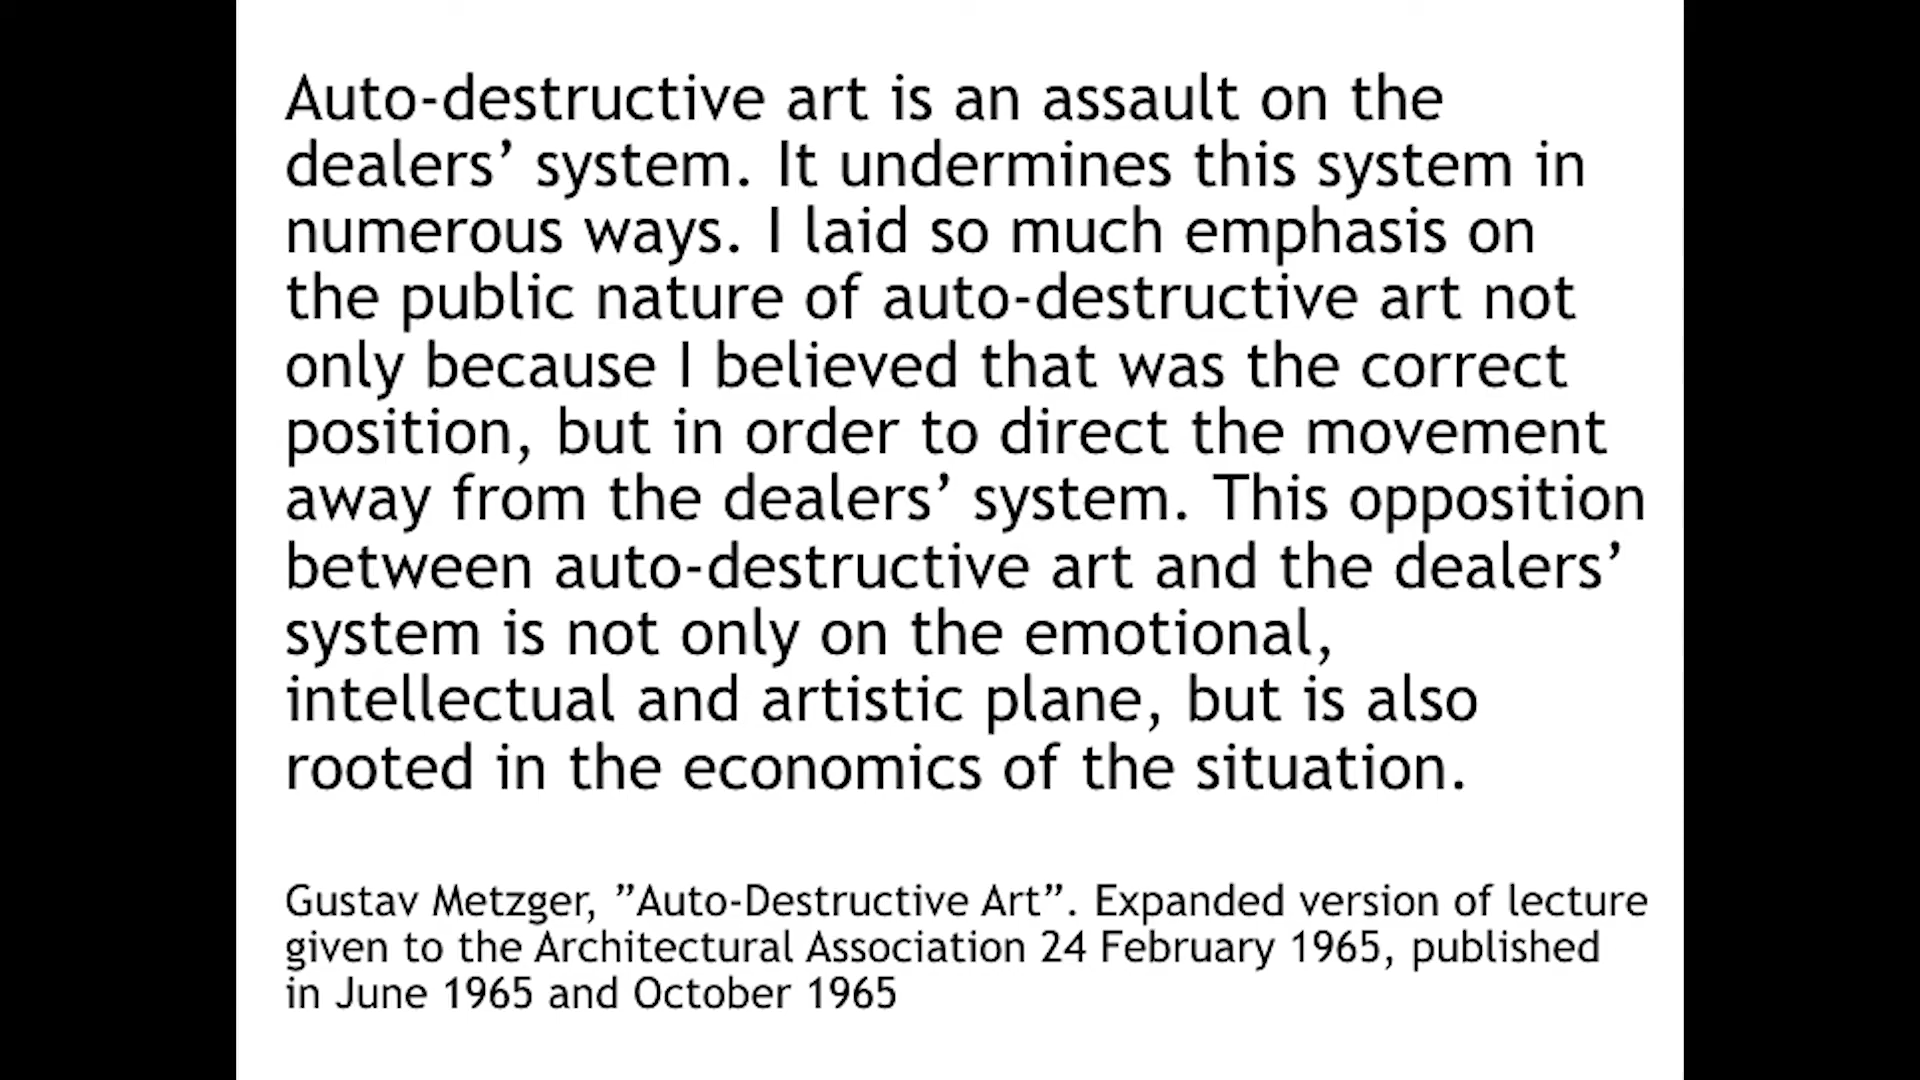 Auto-destructive art is an assault on the
dealers’ system. It undermines this system in
numerous ways. I laid so much emphasis on
the public nature of auto-destructive art not
only because I believed that was the correct
position, but in order to direct the movement
away from the dealers’ system. This opposition
between auto-destructive art and the dealers’
system is not only on the emotional,
intellectual and artistic plane, but is also
rooted in the economics of the situation.
Gustav Metzger, ”Auto-Destructive Art”. Expanded version of lecture
given to the Architectural Association 24 February 1965, published
in June 1965 and October 1965